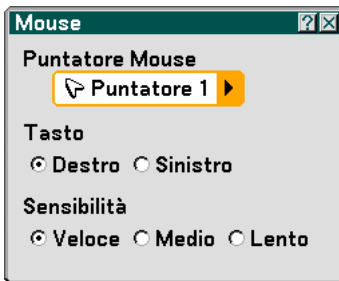 Mouse
Puntatore Mouse
Puntatore 1
Tasto
Destro Sinistro
Sensibilità
Veloce Medio Lento